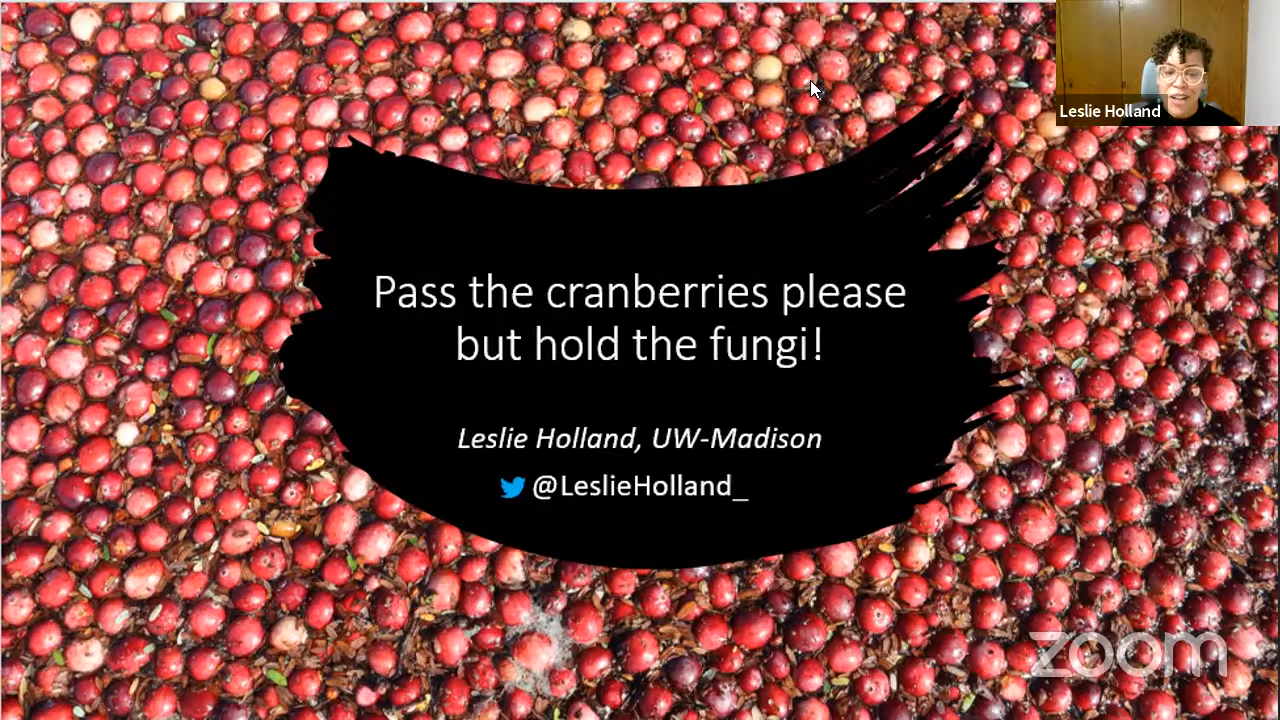 Leslie Holland
Pass the cranberries please
but hold the fungi!
Leslie Holland, UW-Madison
@LeslieHolland_
zoom